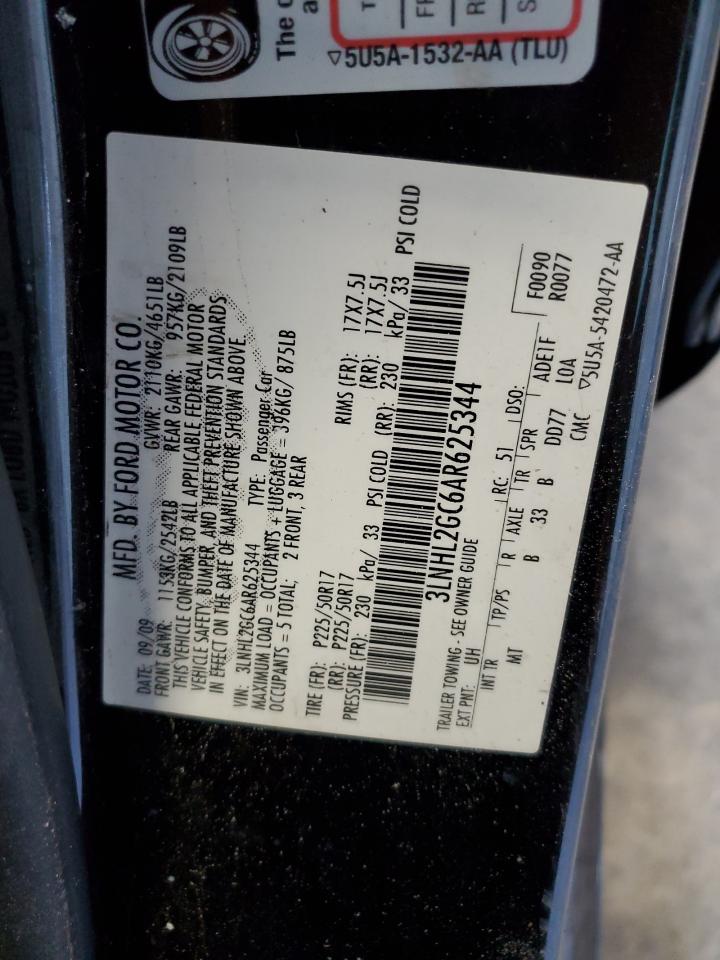 The
▽5U5A-1532-AA (TLU)
MFD. BY FORD MOTOR CO.
DATE: 09/09 GVWR: 2110KG/4651LB
FRONT GAWR: 1153KG/2542LB REAR GAWR: 957KG/2109LB
THIS VEHICLE CONFORMS TO ALL APPLICABLE FEDERAL MOTOR
VEHICLE SAFETY, BUMPER, AND THEFT PREVENTION STANDARDS
IN EFFECT ON THE DATE OF MANUFACTURE SHOWN ABOVE
VIN: 3LNHL2GC6AR625344 TYPE: Passenger Car
MAXIMUM LOAD = OCCUPANTS + LUGGAGE = 396KG/ 875LB
OCCUPANTS = 5 TOTAL; 2 FRONT, 3 REAR
TIRE (FR): P225/50R17 RIMS (FR): 17X7.5J
(RR): P225/50R17 (RR): 17X7.5J
PRESSURE (FR): 230 kPa/ 33 PSI COLD (RR): 230 kPa/ 33 PSI COLD
3LNHL2GC6AR625344
TRAILER TOWING - SEE OWNER GUIDE
EXT PNT: UH RC: 51 DSO: F0090
R0077
INT TR TP/PS R AXLE TR SPR
MT B 33 B DD77 ADE1F
CMC LOA
▽5U5A-5420472-AA